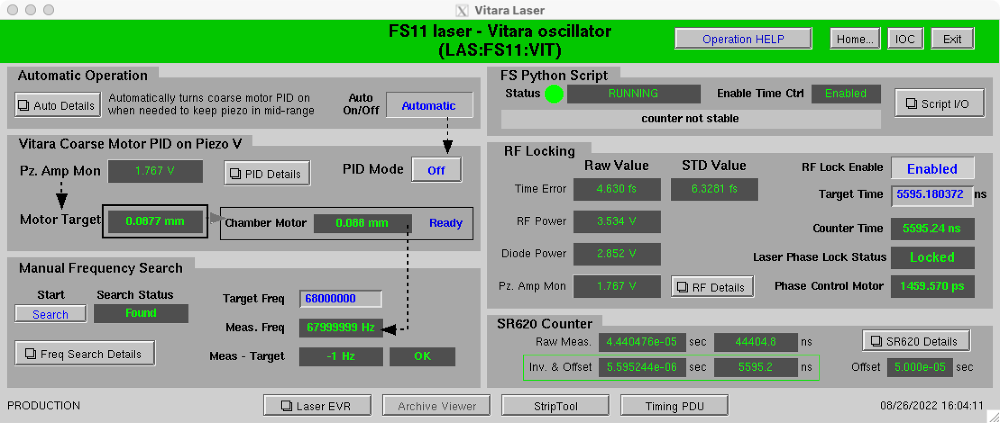 Vitara Laser
FS11 laser - Vitara oscillator
(LAS:FS11:VIT)
Operation HELP
Home...
IOC
Exit
Automatic Operation
Auto Details
Automatically turns coarse motor PID on
when needed to keep piezo in mid-range
Auto
On/Off
Automatic
Vitara Coarse Motor PID on Piezo V
Pz. Amp Mon
1.767 V
PID Details
PID Mode
Off
Motor Target
0.0877 mm
Chamber Motor
0.088 mm
Ready
Manual Frequency Search
Start
Search Status
Search
Found
Freq Search Details
Target Freq
68000000
Meas. Freq
67999999 Hz
Meas - Target
-1 Hz
OK
FS Python Script
Status
RUNNING
Enable Time Ctrl
Enabled
Script I/O
counter not stable
RF Locking
Raw Value
STD Value
Time Error
4.630 fs
6.3281 fs
RF Power
3.534 V
Diode Power
2.852 V
Pz. Amp Mon
1.767 V
RF Details
RF Lock Enable
Enabled
Target Time
5595.180372 ns
Counter Time
5595.24 ns
Laser Phase Lock Status
Locked
Phase Control Motor
1459.570 ps
SR620 Counter
Raw Meas.
4.440476e-05 sec
44404.8 ns
SR620 Details
Inv. & Offset
5.595244e-06 sec
5595.2 ns
Offset
5.000e-05 sec
PRODUCTION
Laser EVR
Archive Viewer
StripTool
Timing PDU
08/26/2022 16:04:11